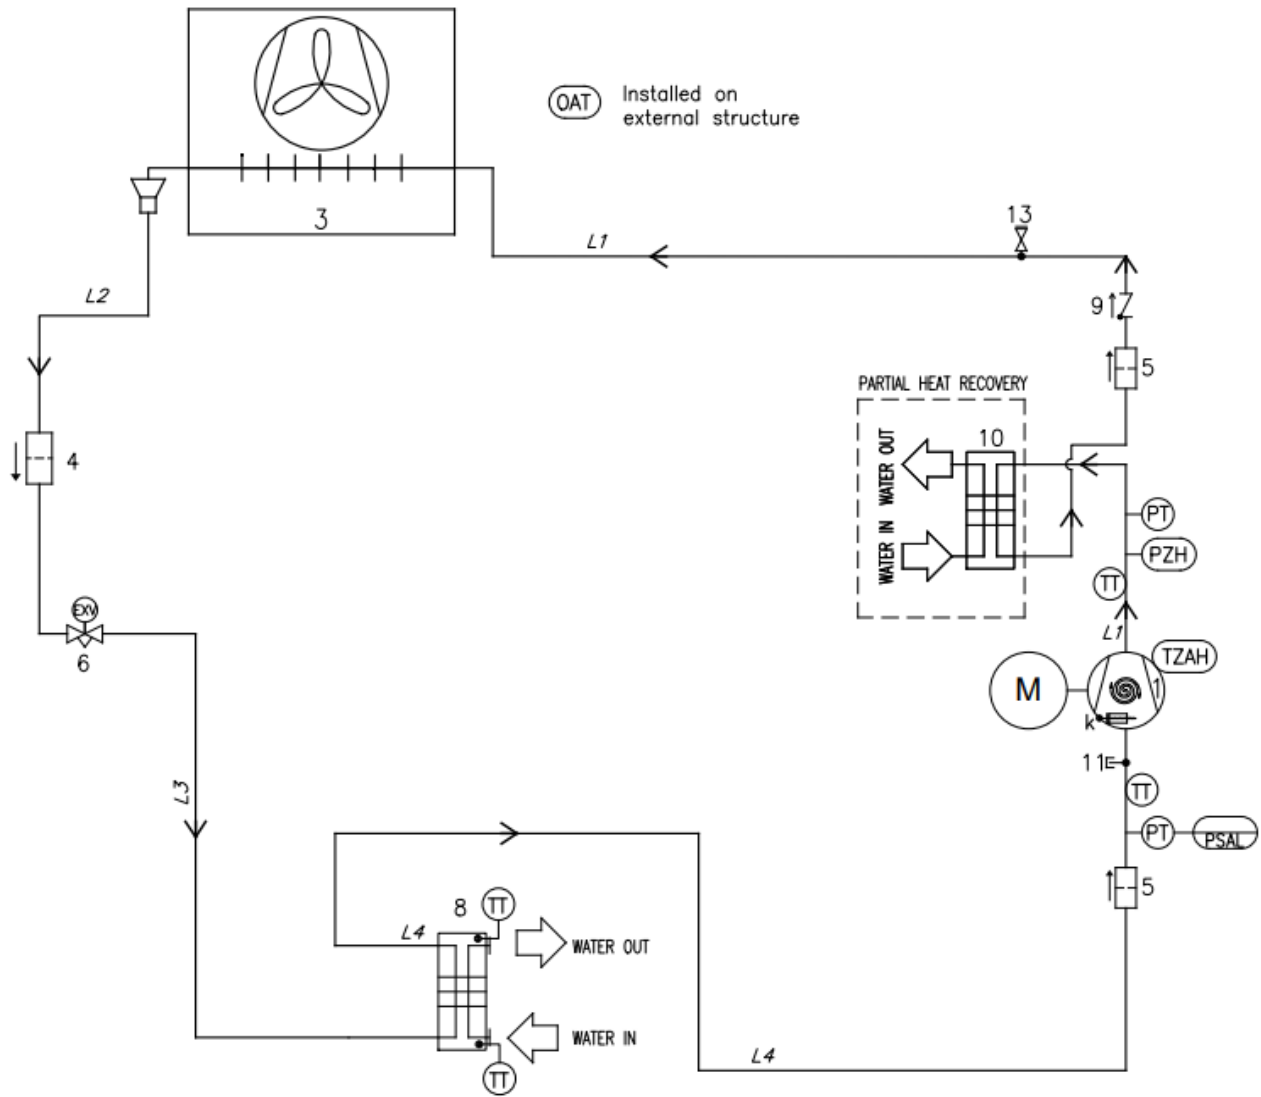 OAT
Installed on
external structure
3
13
L1
L2
9
5
PARTIAL HEAT RECOVERY
10
WATER OUT
WATER IN
4
PT
PZH
TT
EXV
6
L1
TZAH
M
1
k
11
TT
L3
PT
PSAL
5
8
TT
L4
WATER OUT
WATER IN
L4
TT